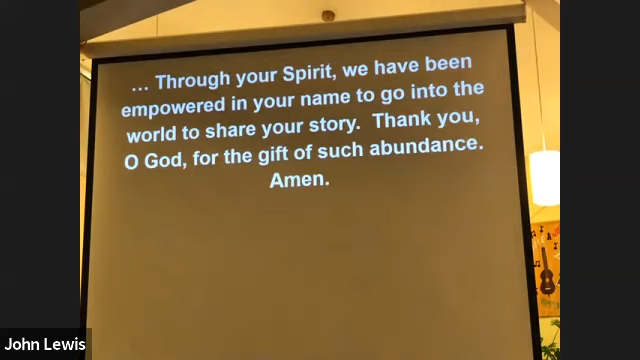 ... Through your Spirit, we have been
empowered in your name to go into the
world to share your story.  Thank you,
O God, for the gift of such abundance.
Amen.
John Lewis